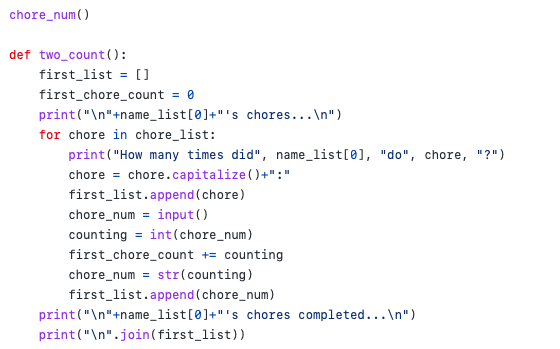 chore_num()
def two_count():
first_list = []
first_chore_count = 0
print("\n"+name_list[0]+"'s chores...\n")
for chore in chore_list:
print("How many times did", name_list[0], "do", chore, "?")
chore = chore.capitalize()+":"
first_list.append(chore)
chore_num = input()
counting = int(chore_num)
first_chore_count += counting
chore_num = str(counting)
first_list.append(chore_num)
print("\n"+name_list[0]+"'s chores completed...\n")
print("\n".join(first_list))